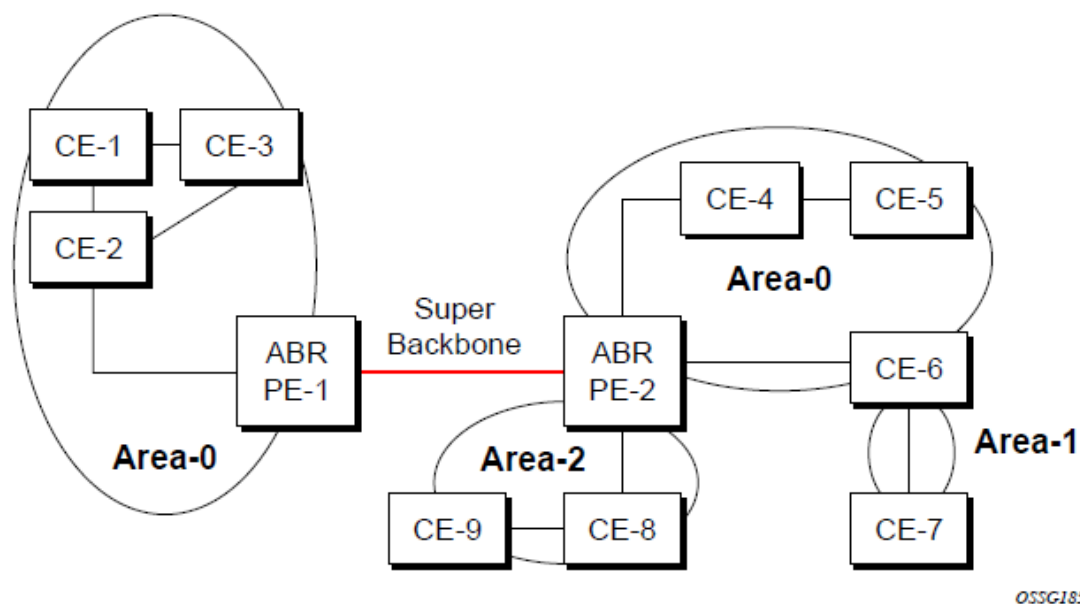 CE-1
CE-3
CE-2
CE-4
CE-5
Area-0
Super
Backbone
ABR
PE-1
ABR
PE-2
CE-6
Area-0
Area-2
Area-1
CE-9
CE-8
CE-7